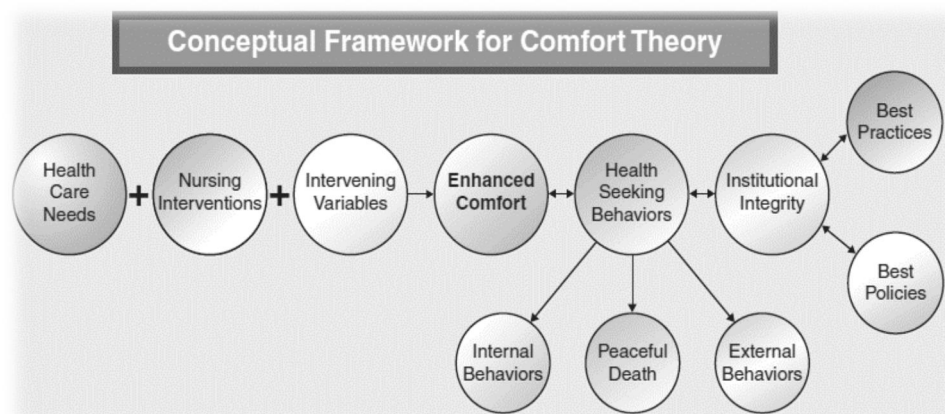 Conceptual Framework for Comfort Theory
Health
Care
Needs
+
Nursing
Interventions
+
Intervening
Variables
Enhanced
Comfort
Health
Seeking
Behaviors
Institutional
Integrity
Best
Practices
Best
Policies
Internal
Behaviors
Peaceful
Death
External
Behaviors